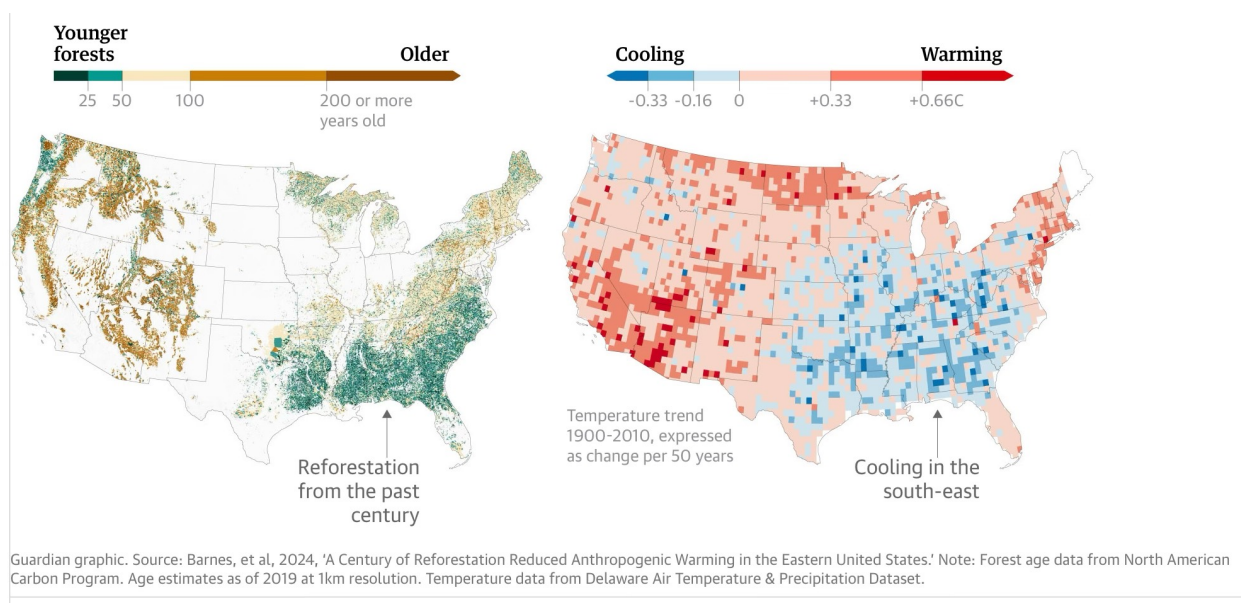 Younger
forests
Older
25 50 100 200 or more
years old
Cooling
Warming
-0.33 -0.16 0 +0.33 +0.66C
Temperature trend
1900-2010, expressed
as change per 50 years
Reforestation
from the past
century
Cooling in the
south-east
Guardian graphic. Source: Barnes, et al, 2024, ‘A Century of Reforestation Reduced Anthropogenic Warming in the Eastern United States.’ Note: Forest age data from North American
Carbon Program. Age estimates as of 2019 at 1km resolution. Temperature data from Delaware Air Temperature & Precipitation Dataset.